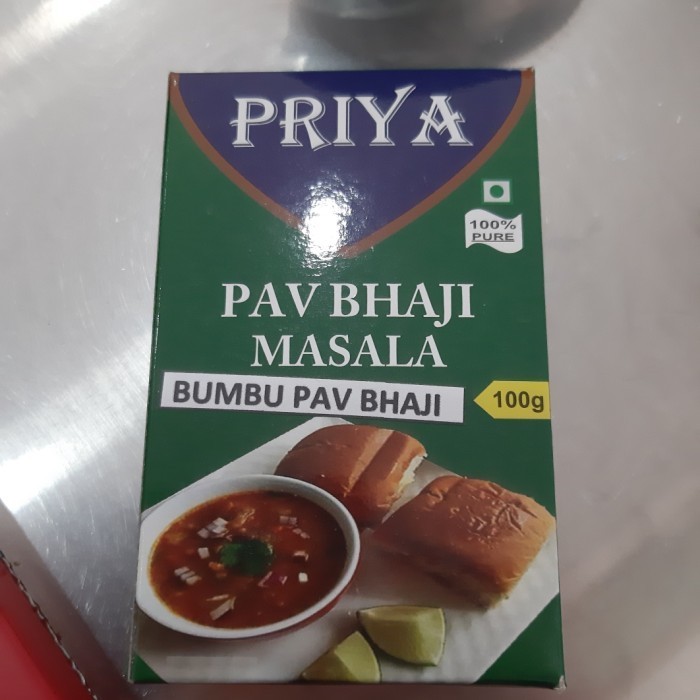 PRIYA
100%
PURE
PAV BHAJI
MASALA
BUMBU PAV BHAJI
100g